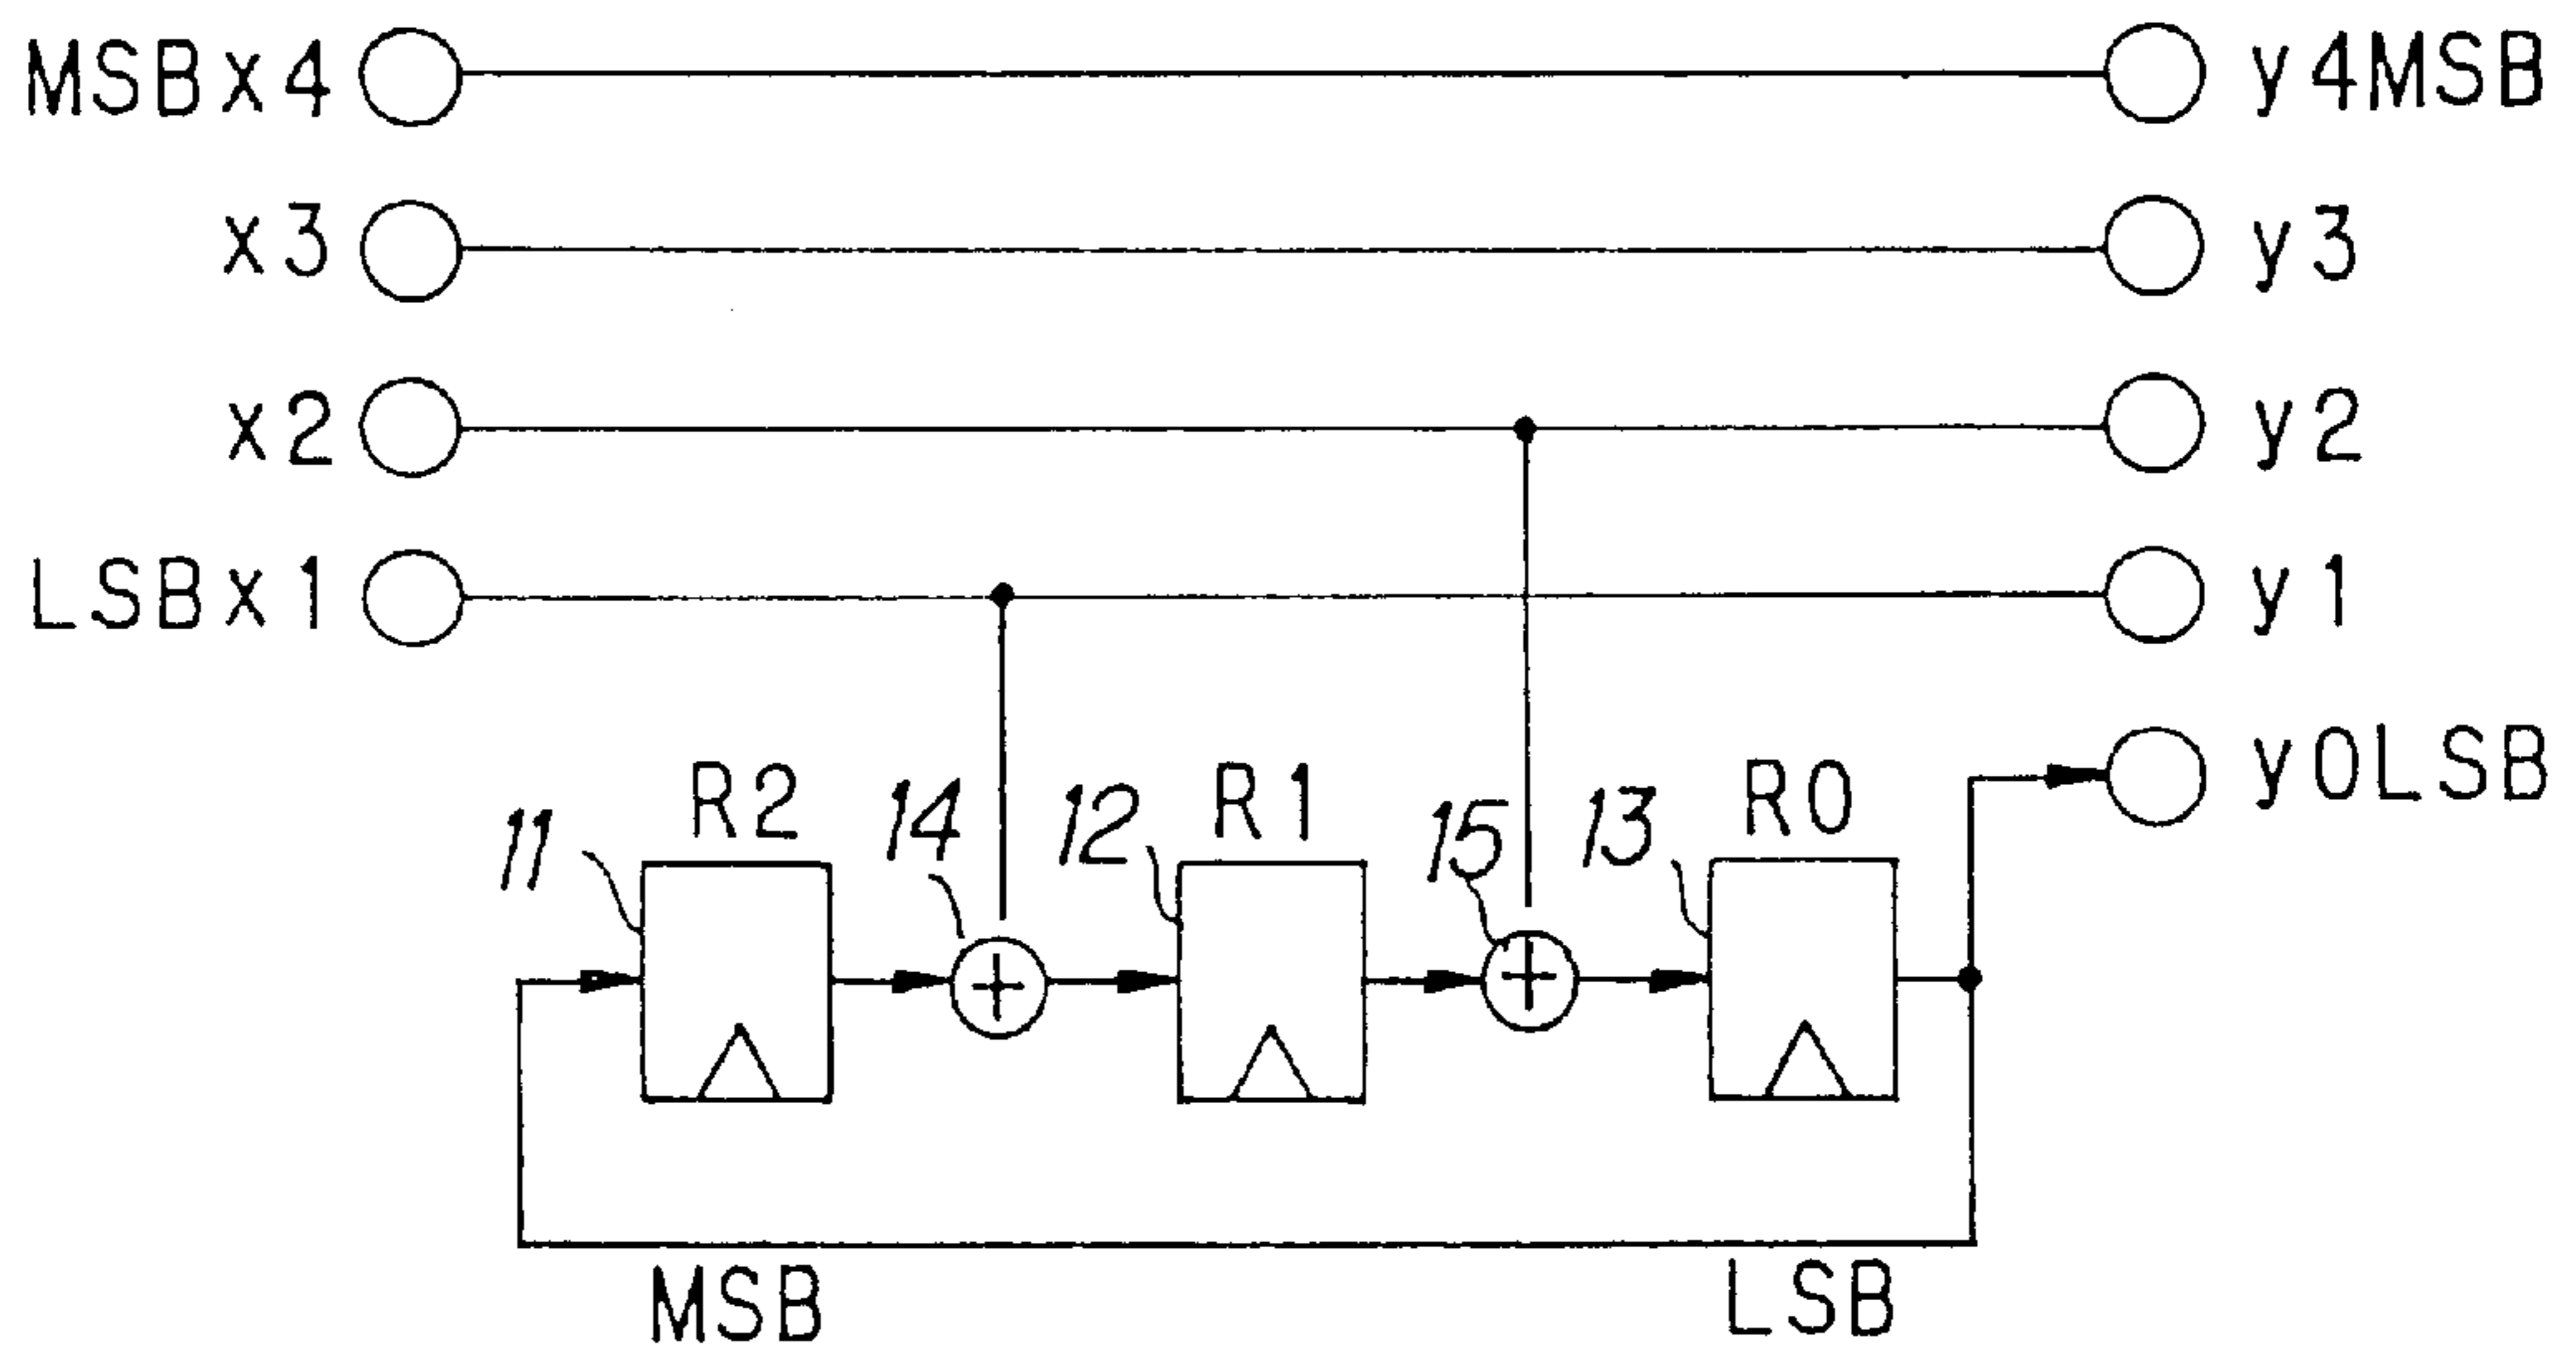 MSB x4 y4MSB
x3 y3
x2 y2
LSB x1 y1
y0LSB
11 R2 14 12 R1 15 13 R0
MSB LSB